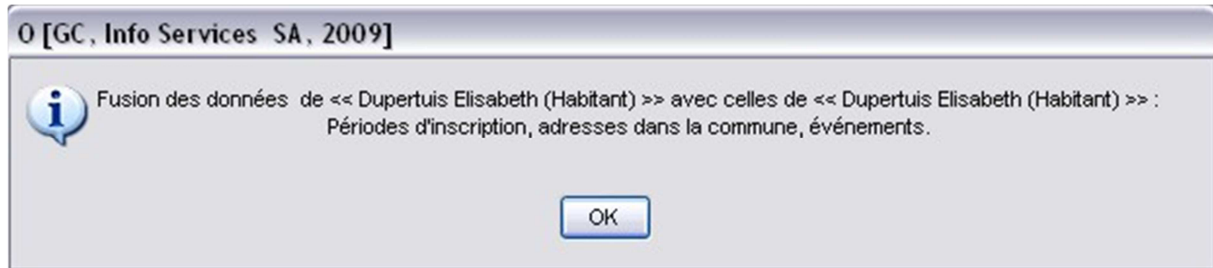 O [GC, Info Services SA, 2009]
Fusion des données de << Dupertuis Elisabeth (Habitant) >> avec celles de << Dupertuis Elisabeth (Habitant) >> :
Périodes d'inscription, adresses dans la commune, événements.
OK